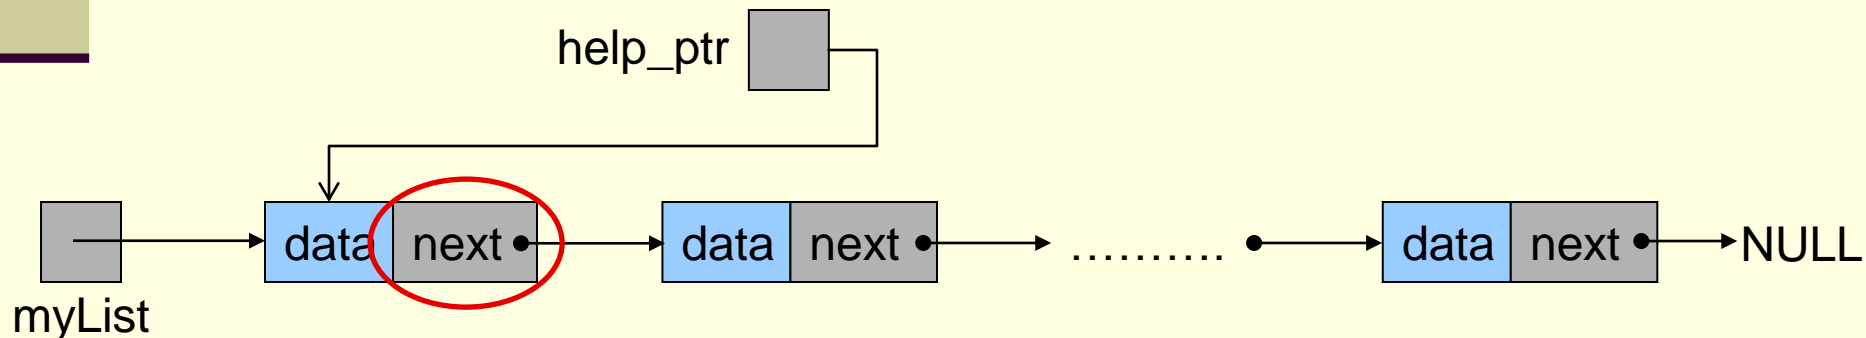 help_ptr
data next data next ………. data next NULL
myList